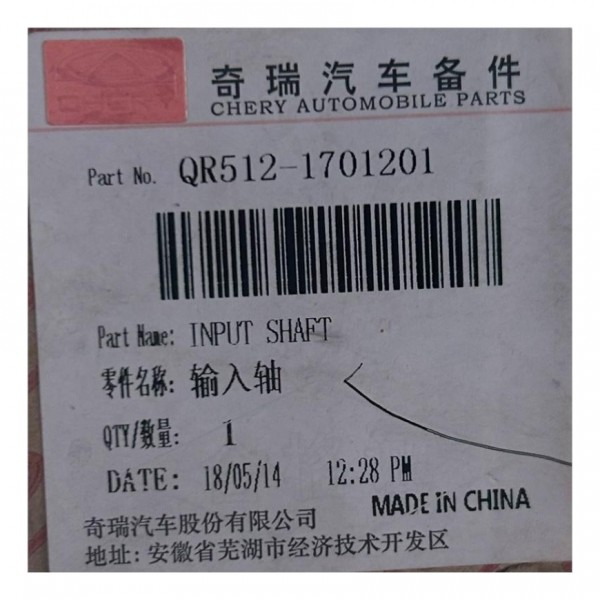 奇瑞汽车备件
CHERY AUTOMOBILE PARTS
Part No. QR512-1701201
Part Name: INPUT SHAFT
零件名称: 输入轴
QTY/数量: 1
DATE: 18/05/14 12:28 PM
MADE IN CHINA
奇瑞汽车股份有限公司
地址: 安徽省芜湖市经济技术开发区